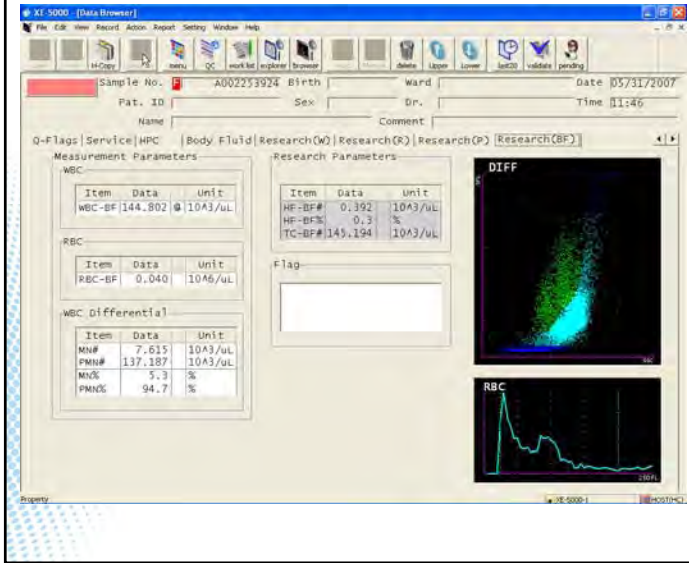 XE-5000 - [Data Browser]
File Edit View Record Action Report Setting Window Help
H-Copy menu QC work list explorer browser delete Upper Lower last20 validate pending
Sample No. F A002253924 Birth Ward Date 05/31/2007
Pat. ID Sex Dr. Time 11:46
Name Comment
Q-Flags Service HPC Body Fluid Research(W) Research(R) Research(P) Research(BF)
Measurement Parameters Research Parameters
DIFF
WBC
Item Data Unit Item Data Unit
WBC-BF 144.802 @ 10^3/uL HF-BF# 0.392 10^3/uL
HF-BF% 0.3 %
TC-BF# 145.194 10^3/uL
RBC
Flag
Item Data Unit
RBC-BF 0.040 10^6/uL
WBC Differential
Item Data Unit
MN# 7.615 10^3/uL
PMN# 137.187 10^3/uL
MN% 5.3 %
PMN% 94.7 %
RBC
250fL
Property XE-5000-1 HOST(HC)